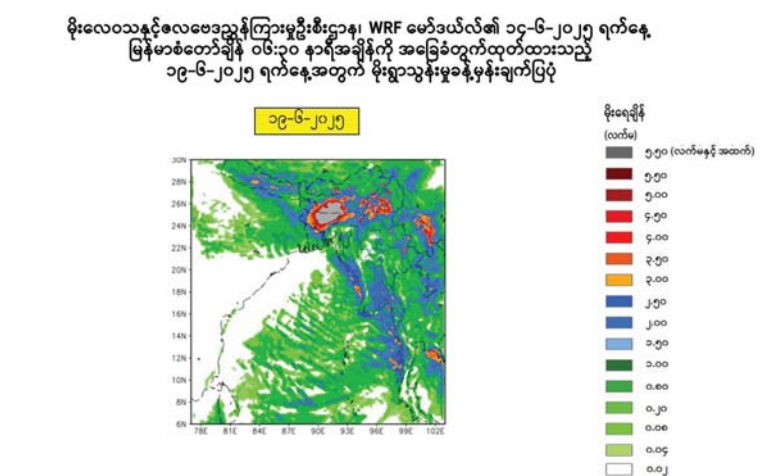 မိုးလေဝသနှင့်ဇလဗေဒညွှန်ကြားမှုဦးစီးဌာန၊ WRF မော်ဒယ်လ်၏ ၁၄-၆-၂၀၂၅ ရက်နေ့
မြန်မာစံတော်ချိန် ၀၆:၃၀ နာရီအချိန်ကို အခြေခံတွက်ထုတ်ထားသည့်
၁၉-၆-၂၀၂၅ ရက်နေ့အတွက် မိုးရွာသွန်းမှုခန့်မှန်းချက်ပြပုံ
၁၉-၆-၂၀၂၅
မိုးရေချိန်
(လက်မ)
၅.၅၀ (လက်မနှင့် အထက်)
၅.၅၀
၅.၀၀
၄.၅၀
၄.၀၀
၃.၅၀
၃.၀၀
၂.၅၀
၂.၀၀
၁.၅၀
၁.၀၀
၀.၈၀
၀.၂၀
၀.၀၈
၀.၀၄
၀.၀၂
30N
28N
26N
24N
22N
20N
18N
16N
14N
12N
10N
8N
6N
78E 81E 84E 87E 90E 93E 96E 99E 102E